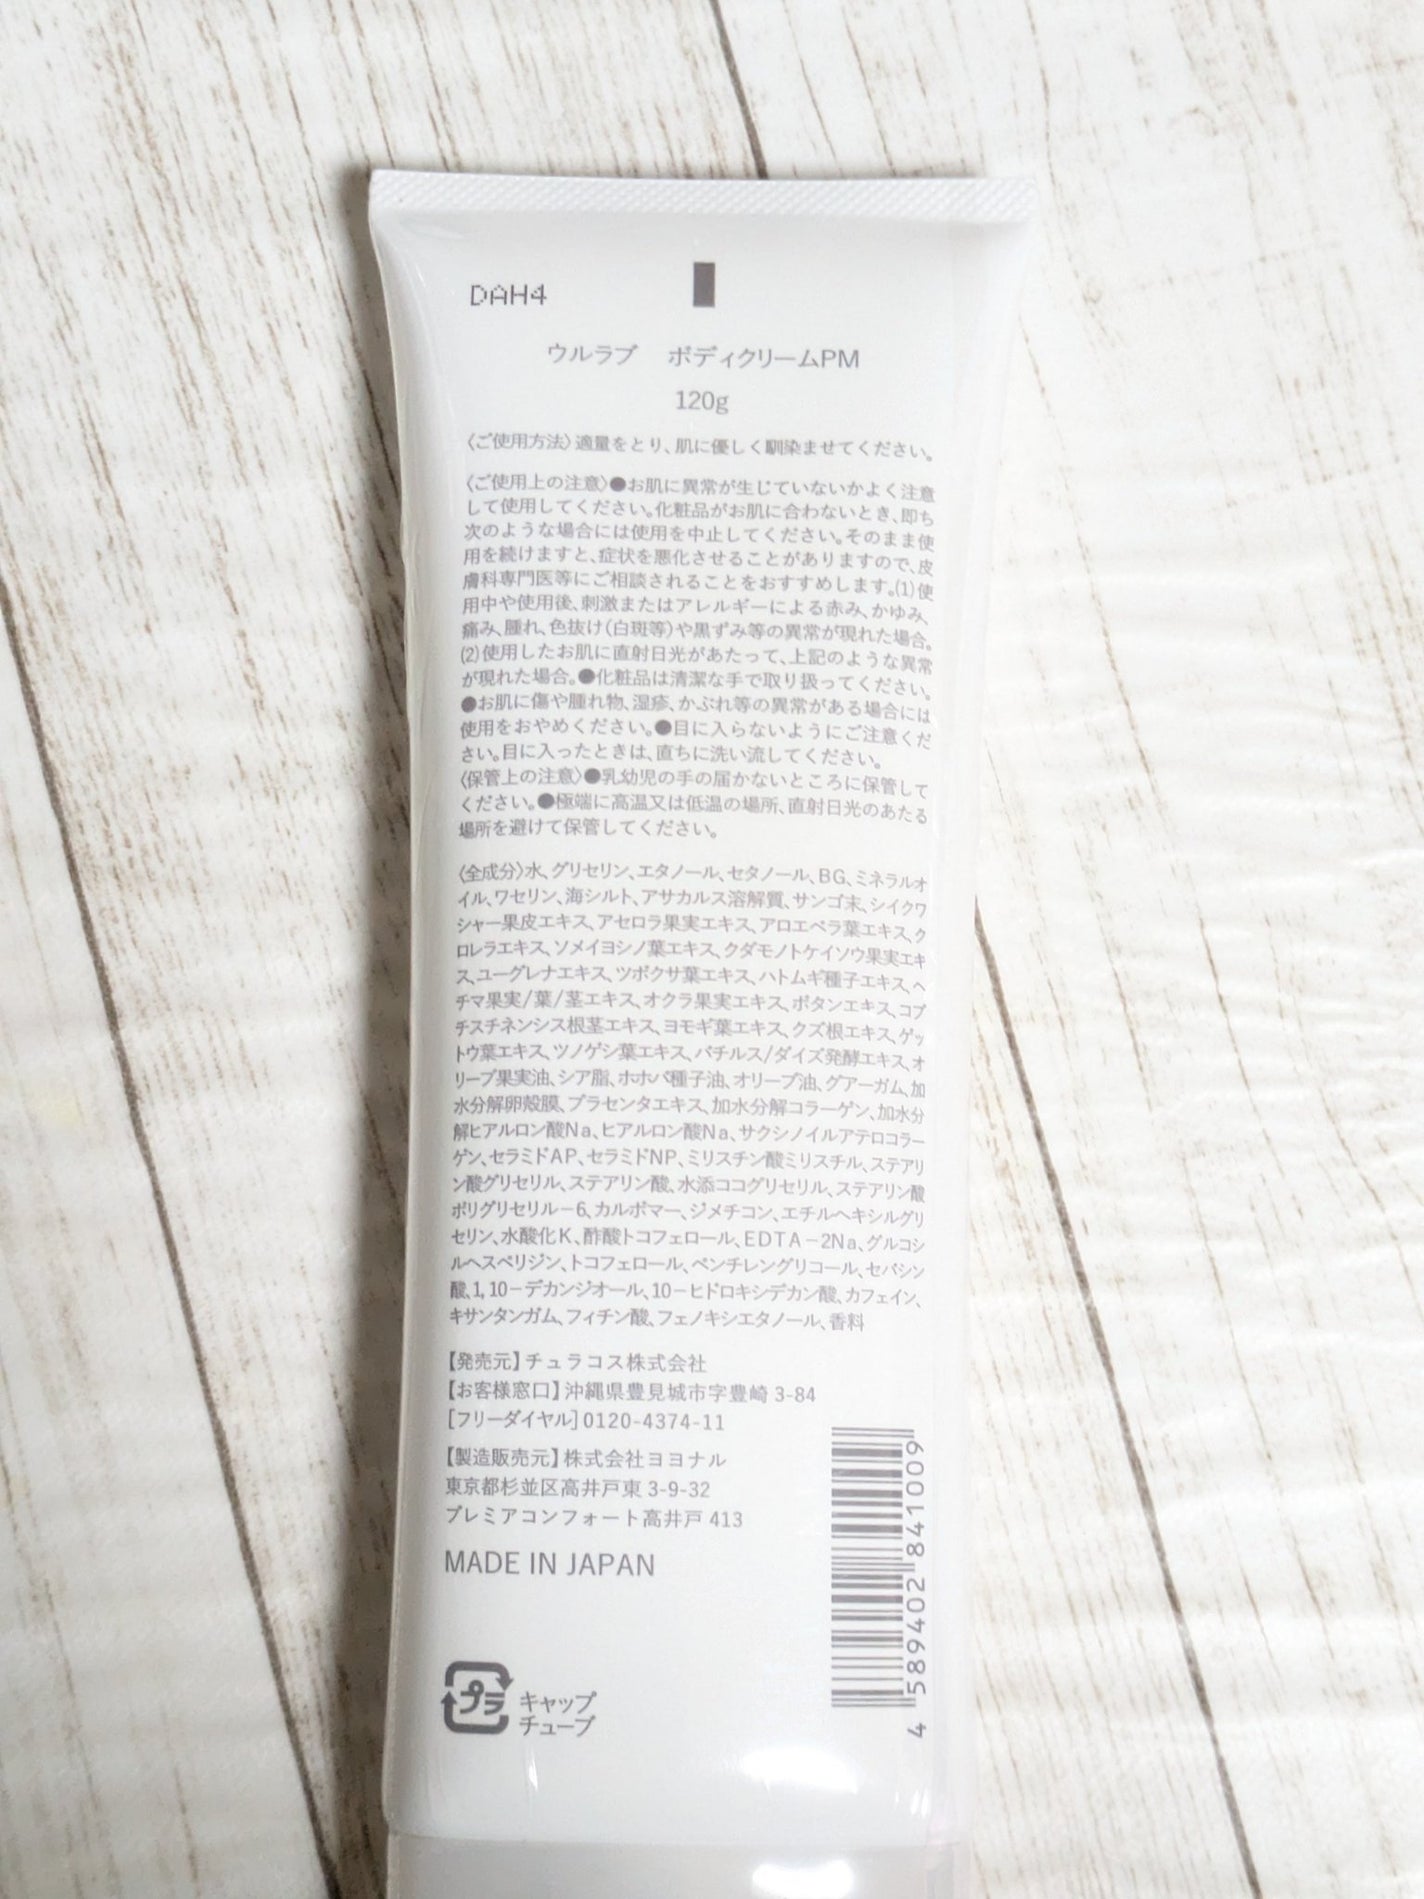 DAH4
ウルラブ ボディクリームPM
120g
〈ご使用方法〉適量をとり、肌に優しく馴染ませてください。
〈ご使用上の注意〉●お肌に異常が生じていないかよく注意
して使用してください。化粧品がお肌に合わないとき、即ち
次のような場合には使用を中止してください。そのまま使
用を続けますと、症状を悪化させることがありますので、皮
膚科専門医等にご相談されることをおすすめします。(1)使
用中や使用後、刺激またはアレルギーによる赤み、かゆみ、
痛み、腫れ、色抜け(白斑等)や黒ずみ等の異常が現れた場合。
(2)使用したお肌に直射日光があたって、上記のような異常
が現れた場合。●化粧品は清潔な手で取り扱ってください。
●お肌に傷や腫れ物、湿疹、かぶれ等の異常がある場合には
使用をおやめください。●目に入らないようにご注意くだ
さい。目に入ったときは、直ちに洗い流してください。
〈保管上の注意〉●乳幼児の手の届かないところに保管して
ください。●極端に高温又は低温の場所、直射日光のあたる
場所を避けて保管してください。
〈全成分〉水、グリセリン、エタノール、セタノール、BG、ミネラルオ
イル、ワセリン、海シルト、アサカルス溶解質、サンゴ末、シイクワ
シャー果皮エキス、アセロラ果実エキス、アロエベラ葉エキス、ク
ロレラエキス、ソメイヨシノ葉エキス、クダモノトケイソウ果実エキ
ス、ユーグレナエキス、ツボクサ葉エキス、ハトムギ種子エキス、ヘ
チマ果実/葉/茎エキス、オクラ果実エキス、ボタンエキス、コプ
チスチネンシス根茎エキス、ヨモギ葉エキス、クズ根エキス、ゲッ
トウ葉エキス、ツノゲシ葉エキス、バチルス/ダイズ発酵エキス、オ
リーブ果実油、シア脂、ホホバ種子油、オリーブ油、グアーガム、加
水分解卵殻膜、プラセンタエキス、加水分解コラーゲン、加水分
解ヒアルロン酸Na、ヒアルロン酸Na、サクシノイルアテロコラー
ゲン、セラミドAP、セラミドNP、ミリスチン酸ミリスチル、ステアリ
ン酸グリセリル、ステアリン酸、水添ココグリセリル、ステアリン酸
ポリグリセリル-6、カルボマー、ジメチコン、エチルヘキシルグリ
セリン、水酸化K、酢酸トコフェロール、EDTA-2Na、グルコシ
ルヘスペリジン、トコフェロール、ペンチレングリコール、セバシン
酸、1,10-デカンジオール、10-ヒドロキシデカン酸、カフェイン、
キサンタンガム、フィチン酸、フェノキシエタノール、香料
【発売元】チュラコス株式会社
【お客様窓口】沖縄県豊見城市字豊崎 3-84
[フリーダイヤル]0120-4374-11
【製造販売元】株式会社ヨヨナル
東京都杉並区高井戸東 3-9-32
プレミアコンフォート高井戸 413
MADE IN JAPAN
プラ
キャップ
チューブ
4 589402 841009